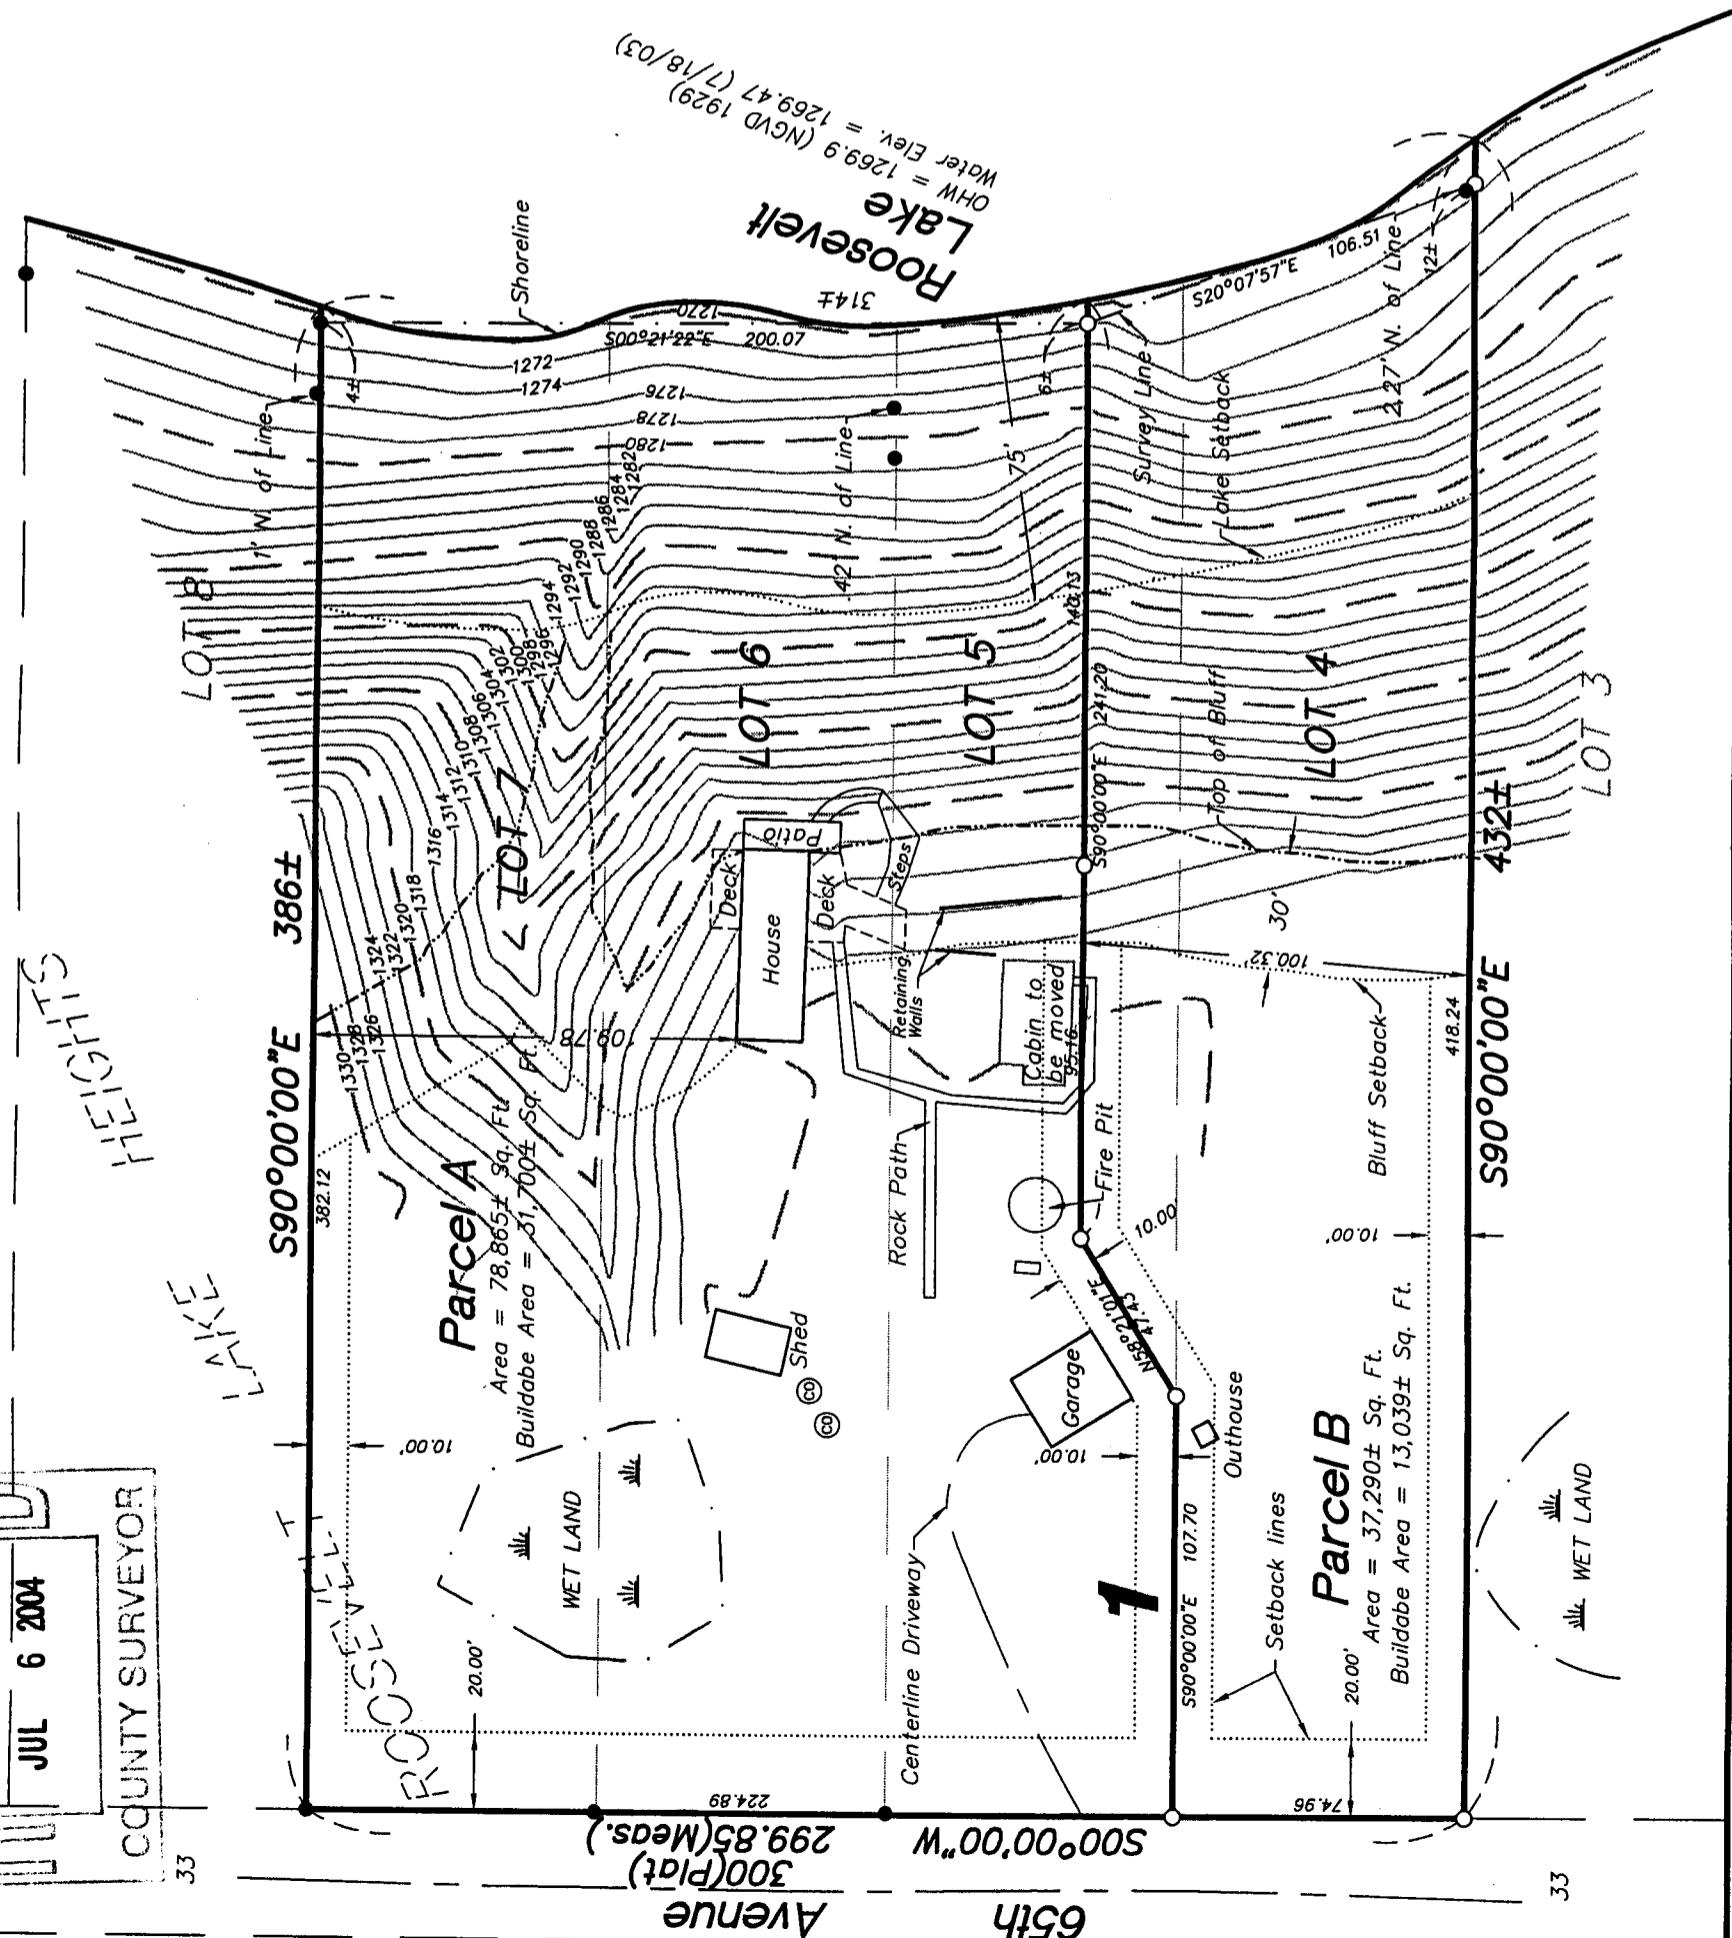 OHW = 1269.9 (NGVD 1929)
Water Elev. = 1269.47 (7/18/03)
Roosevelt
Lake
Shoreline
314±
1270
S00°12'22"E 200.07
1272
1274
1276
1278
1280
1282
1284
1286
1288
1290
1292
1294
1296
1298
1300
1302
1304
1306
1308
1310
1312
1314
1316
1318
1320
1322
1324
1326
1328
1330
S20°07'57"E
106.51
12±
2.27' N. of Line
4±
1' N. of Line
6±
.42' N. of Line
75'
Survey Line
Lake Setback
LOT 8
LOT 7
LOT 6
LOT 5
LOT 4
LOT 3
140.13
S90°00'00"E 241.20
Top of Bluff
386±
S90°00'00"E
382.12
432±
S90°00'00"E
418.24
HEIGHTS
LAKE
ROOSEVELT
Patio
Deck
House
Deck
Steps
Retaining
Walls
Cabin to
be moved
95.16
109.78
100.32
30'
Bluff Setback
Rock Path
Fire Pit
10.00
N58°21'01"E
47.43
Shed
CO
CO
Garage
Outhouse
Parcel A
Area = 78,865± Sq. Ft.
Buildabe Area = 31,700± Sq. Ft.
10.00'
10.00'
10.00'
WET LAND
Centerline Driveway
1
S90°00'00"E 107.70
Setback lines
Parcel B
Area = 37,290± Sq. Ft.
Buildabe Area = 13,039± Sq. Ft.
WET LAND
20.00'
20.00'
224.89
74.96
299.85(Meas.)
300(Plat)
S00°00'00"W
65th
Avenue
33
33
JUL 6 2004
COUNTY SURVEYOR